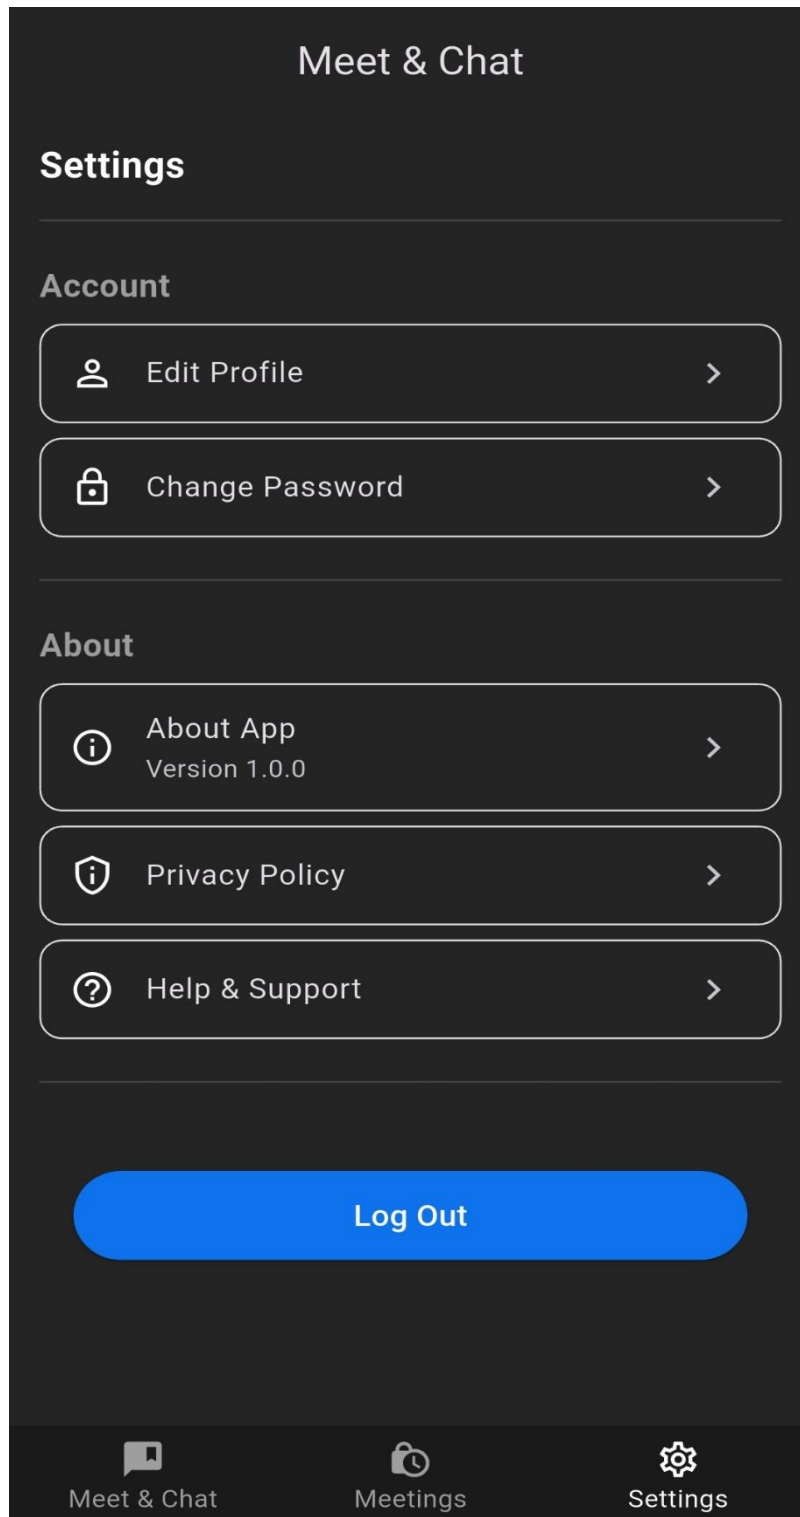 Meet & Chat
Settings
Account
Edit Profile
Change Password
About
About App
Version 1.0.0
Privacy Policy
Help & Support
Log Out
Meet & Chat
Meetings
Settings